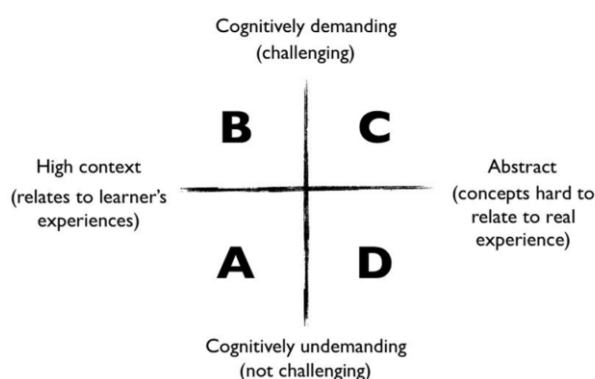 Cognitively demanding
(challenging)
B
C
High context
(relates to learner's
experiences)
Abstract
(concepts hard to
relate to real
experience)
A
D
Cognitively undemanding
(not challenging)